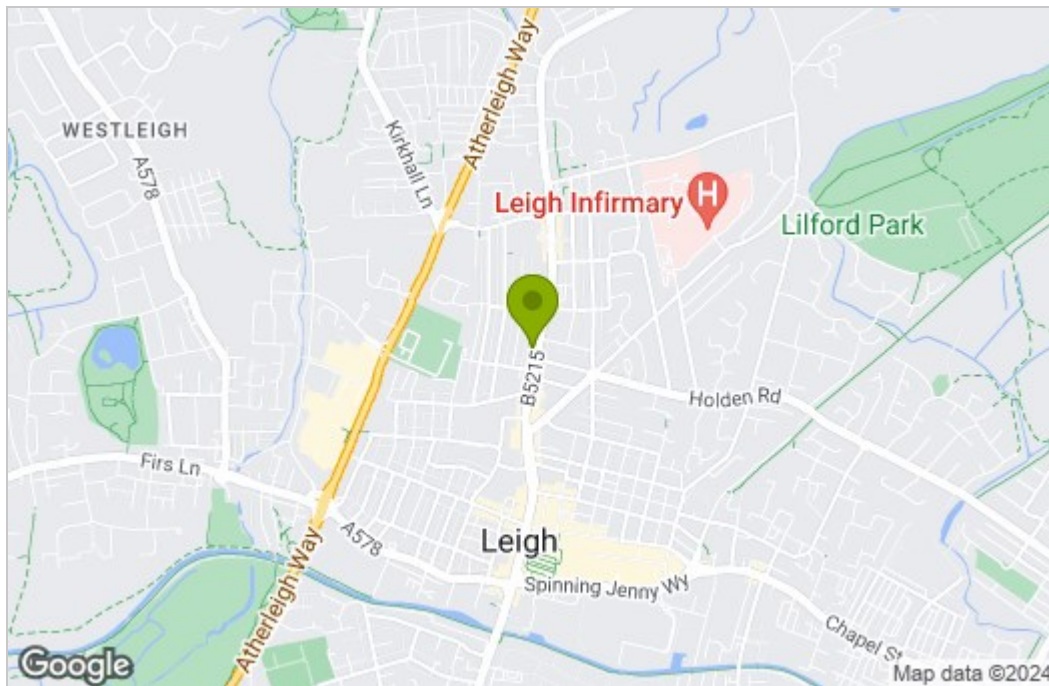 Atherleigh Way
WESTLEIGH
A578
Kirkhall Ln
Leigh Infirmary
H
Lilford Park
B5215
Holden Rd
Firs Ln
A578
Leigh
Atherleigh Way
Spinning Jenny Wy
Chapel St
Google
Map data ©2024